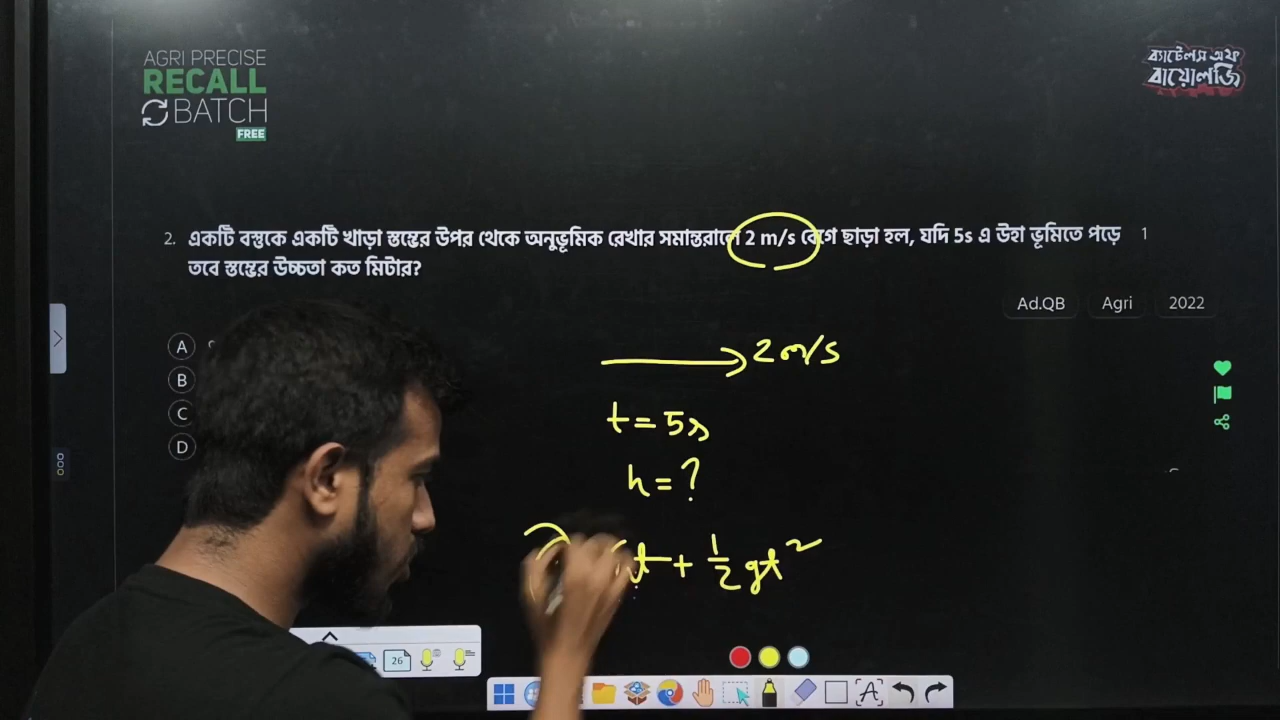 AGRI PRECISE
RECALL
BATCH
FREE
ব্যাটেলস অফ
বায়োলজি
2. একটি বস্তুকে একটি খাড়া স্তম্ভের উপর থেকে অনুভূমিক রেখার সমান্তরালে 2 m/s বেগে ছাড়া হল, যদি 5s এ উহা ভূমিতে পড়ে 1
তবে স্তম্ভের উচ্চতা কত মিটার?
Ad.QB Agri 2022
A
B
C
D
2 m/s
t = 5s
h = ?
t + 1/2 gt²
26